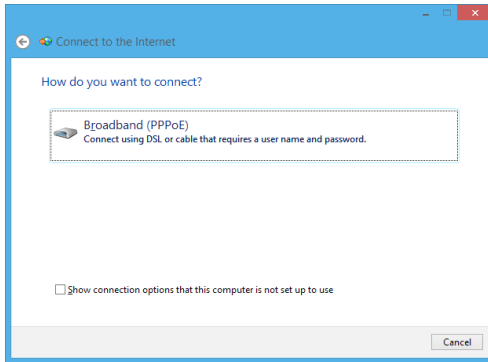 Connect to the Internet
How do you want to connect?
Broadband (PPPoE)
Connect using DSL or cable that requires a user name and password.
Show connection options that this computer is not set up to use
Cancel